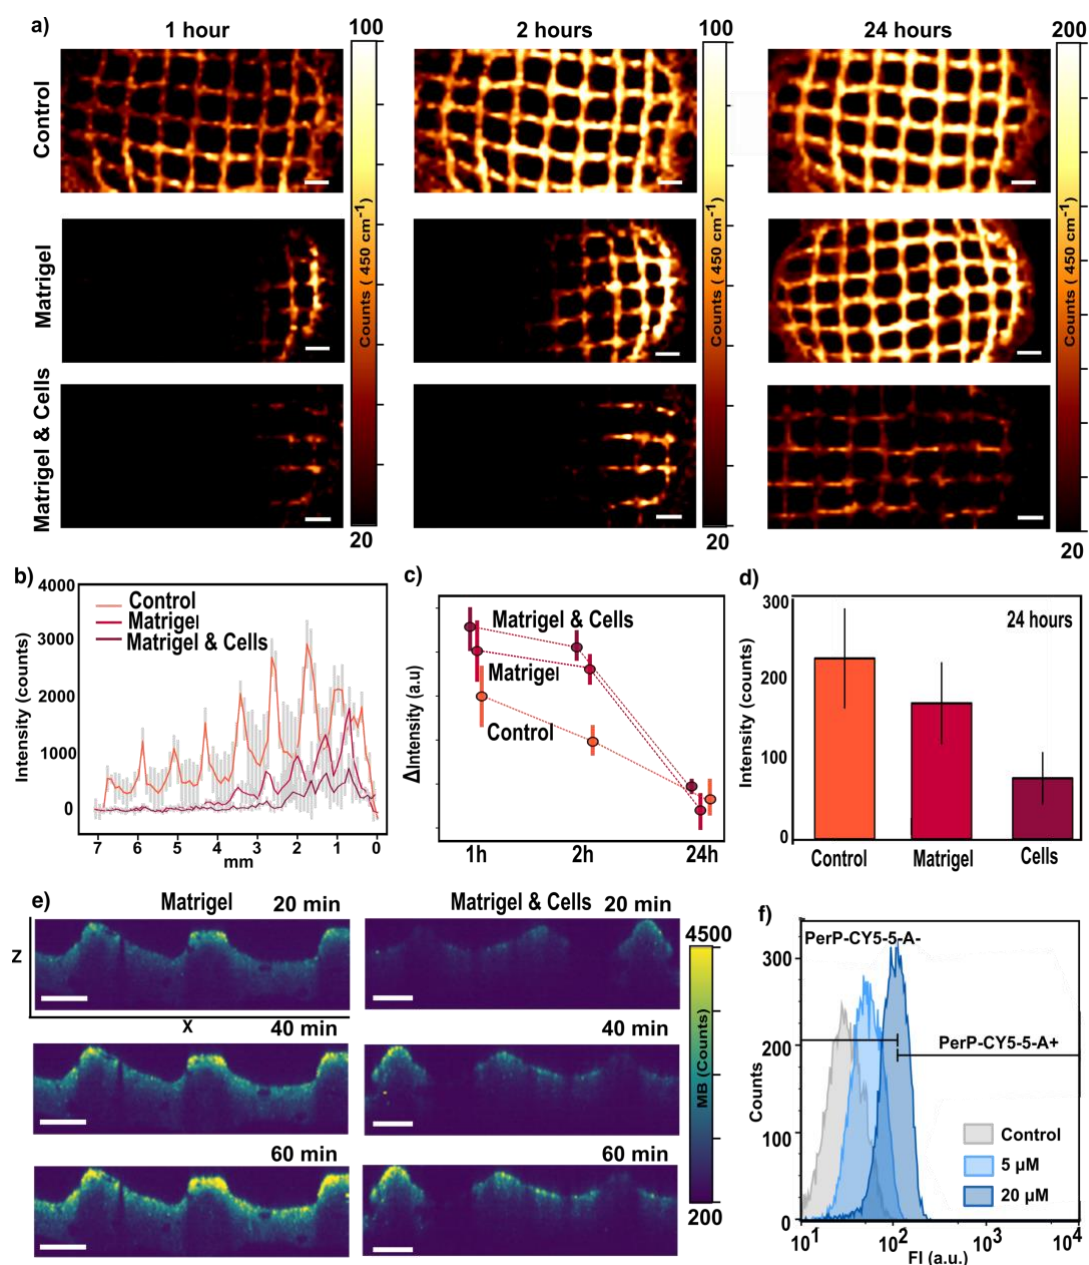 a)
1 hour
2 hours
24 hours
100
100
200
Control
Matrigel
Matrigel & Cells
Counts ( 450 cm⁻¹)
Counts ( 450 cm⁻¹)
Counts ( 450 cm⁻¹)
20
20
20
b)
4000
3000
2000
1000
0
Intensity (counts)
Control
Matrigel
Matrigel & Cells
7 6 5 4 3 2 1 0
mm
c)
ΔIntensity (a.u)
Matrigel & Cells
Matrigel
Control
1h 2h 24h
d)
300
200
100
0
Intensity (counts)
24 hours
Control Matrigel Cells
e)
Matrigel 20 min
Matrigel & Cells 20 min
Z
X
40 min
40 min
60 min
60 min
4500
MB (Counts)
200
f)
PerP-CY5-5-A-
PerP-CY5-5-A+
300
200
100
0
Counts
Control
5 µM
20 µM
10¹ 10² 10³ 10⁴
FI (a.u.)